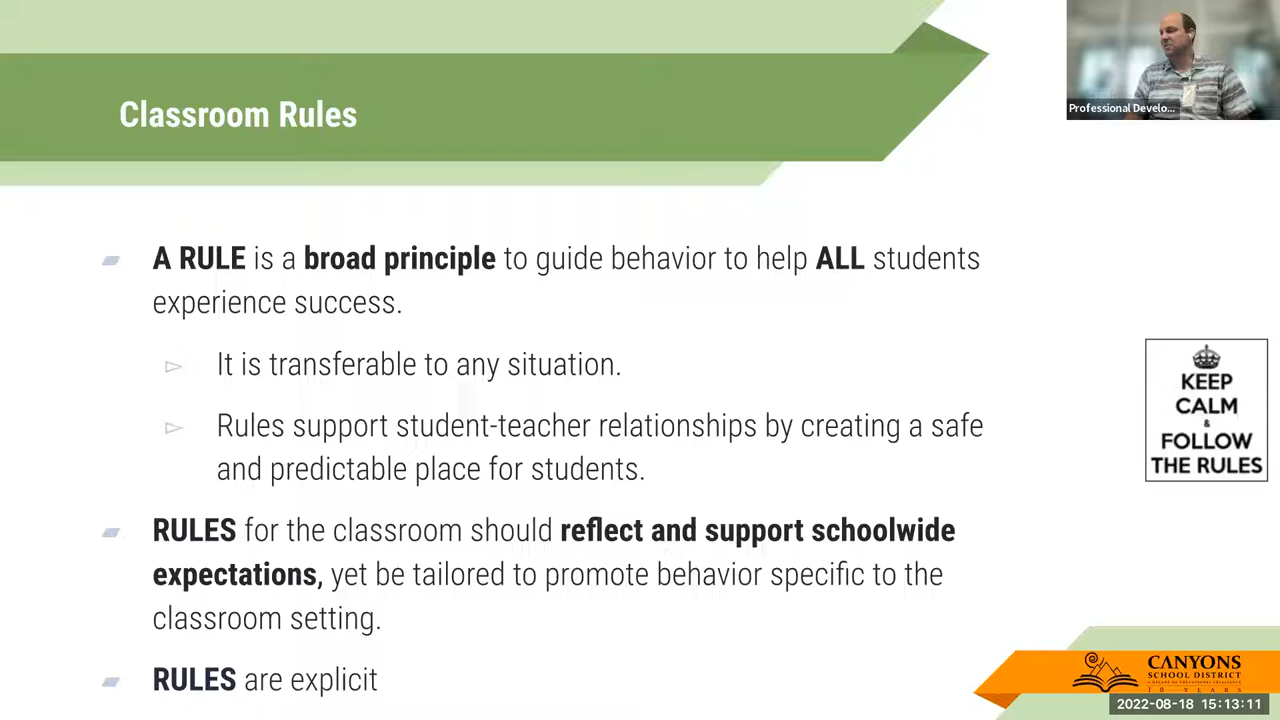 Classroom Rules
Professional Develo...
A RULE is a broad principle to guide behavior to help ALL students
experience success.
It is transferable to any situation.
Rules support student-teacher relationships by creating a safe
and predictable place for students.
RULES for the classroom should reflect and support schoolwide
expectations, yet be tailored to promote behavior specific to the
classroom setting.
RULES are explicit
KEEP
CALM
&
FOLLOW
THE RULES
CANYONS
SCHOOL DISTRICT
10 YEARS
2022-08-18 15:13:11